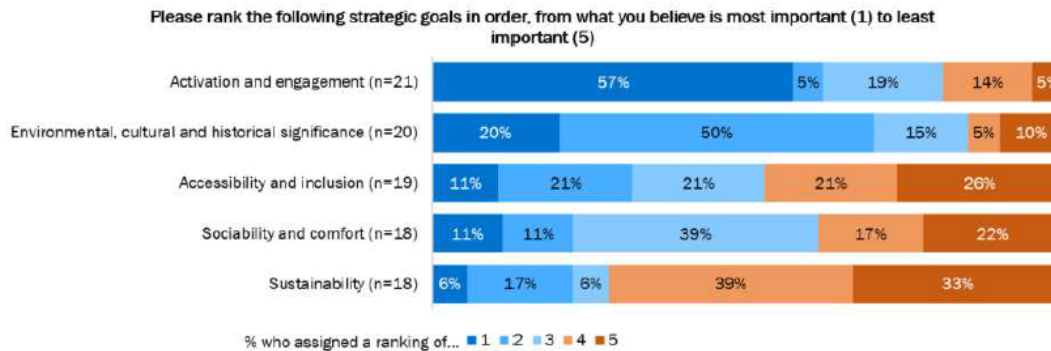 Please rank the following strategic goals in order, from what you believe is most important (1) to least
important (5)
Activation and engagement (n=21) 57% 5% 19% 14% 5%
Environmental, cultural and historical significance (n=20) 20% 50% 15% 5% 10%
Accessibility and inclusion (n=19) 11% 21% 21% 21% 26%
Sociability and comfort (n=18) 11% 11% 39% 17% 22%
Sustainability (n=18) 6% 17% 6% 39% 33%
% who assigned a ranking of... 1 2 3 4 5